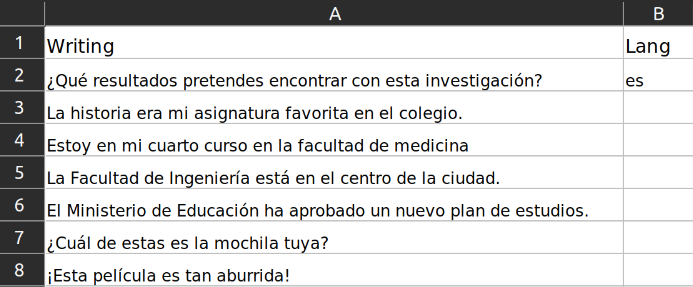 A B
1 Writing Lang
2 ¿Qué resultados pretendes encontrar con esta investigación? es
3 La historia era mi asignatura favorita en el colegio.
4 Estoy en mi cuarto curso en la facultad de medicina
5 La Facultad de Ingeniería está en el centro de la ciudad.
6 El Ministerio de Educación ha aprobado un nuevo plan de estudios.
7 ¿Cuál de estas es la mochila tuya?
8 ¡Esta película es tan aburrida!